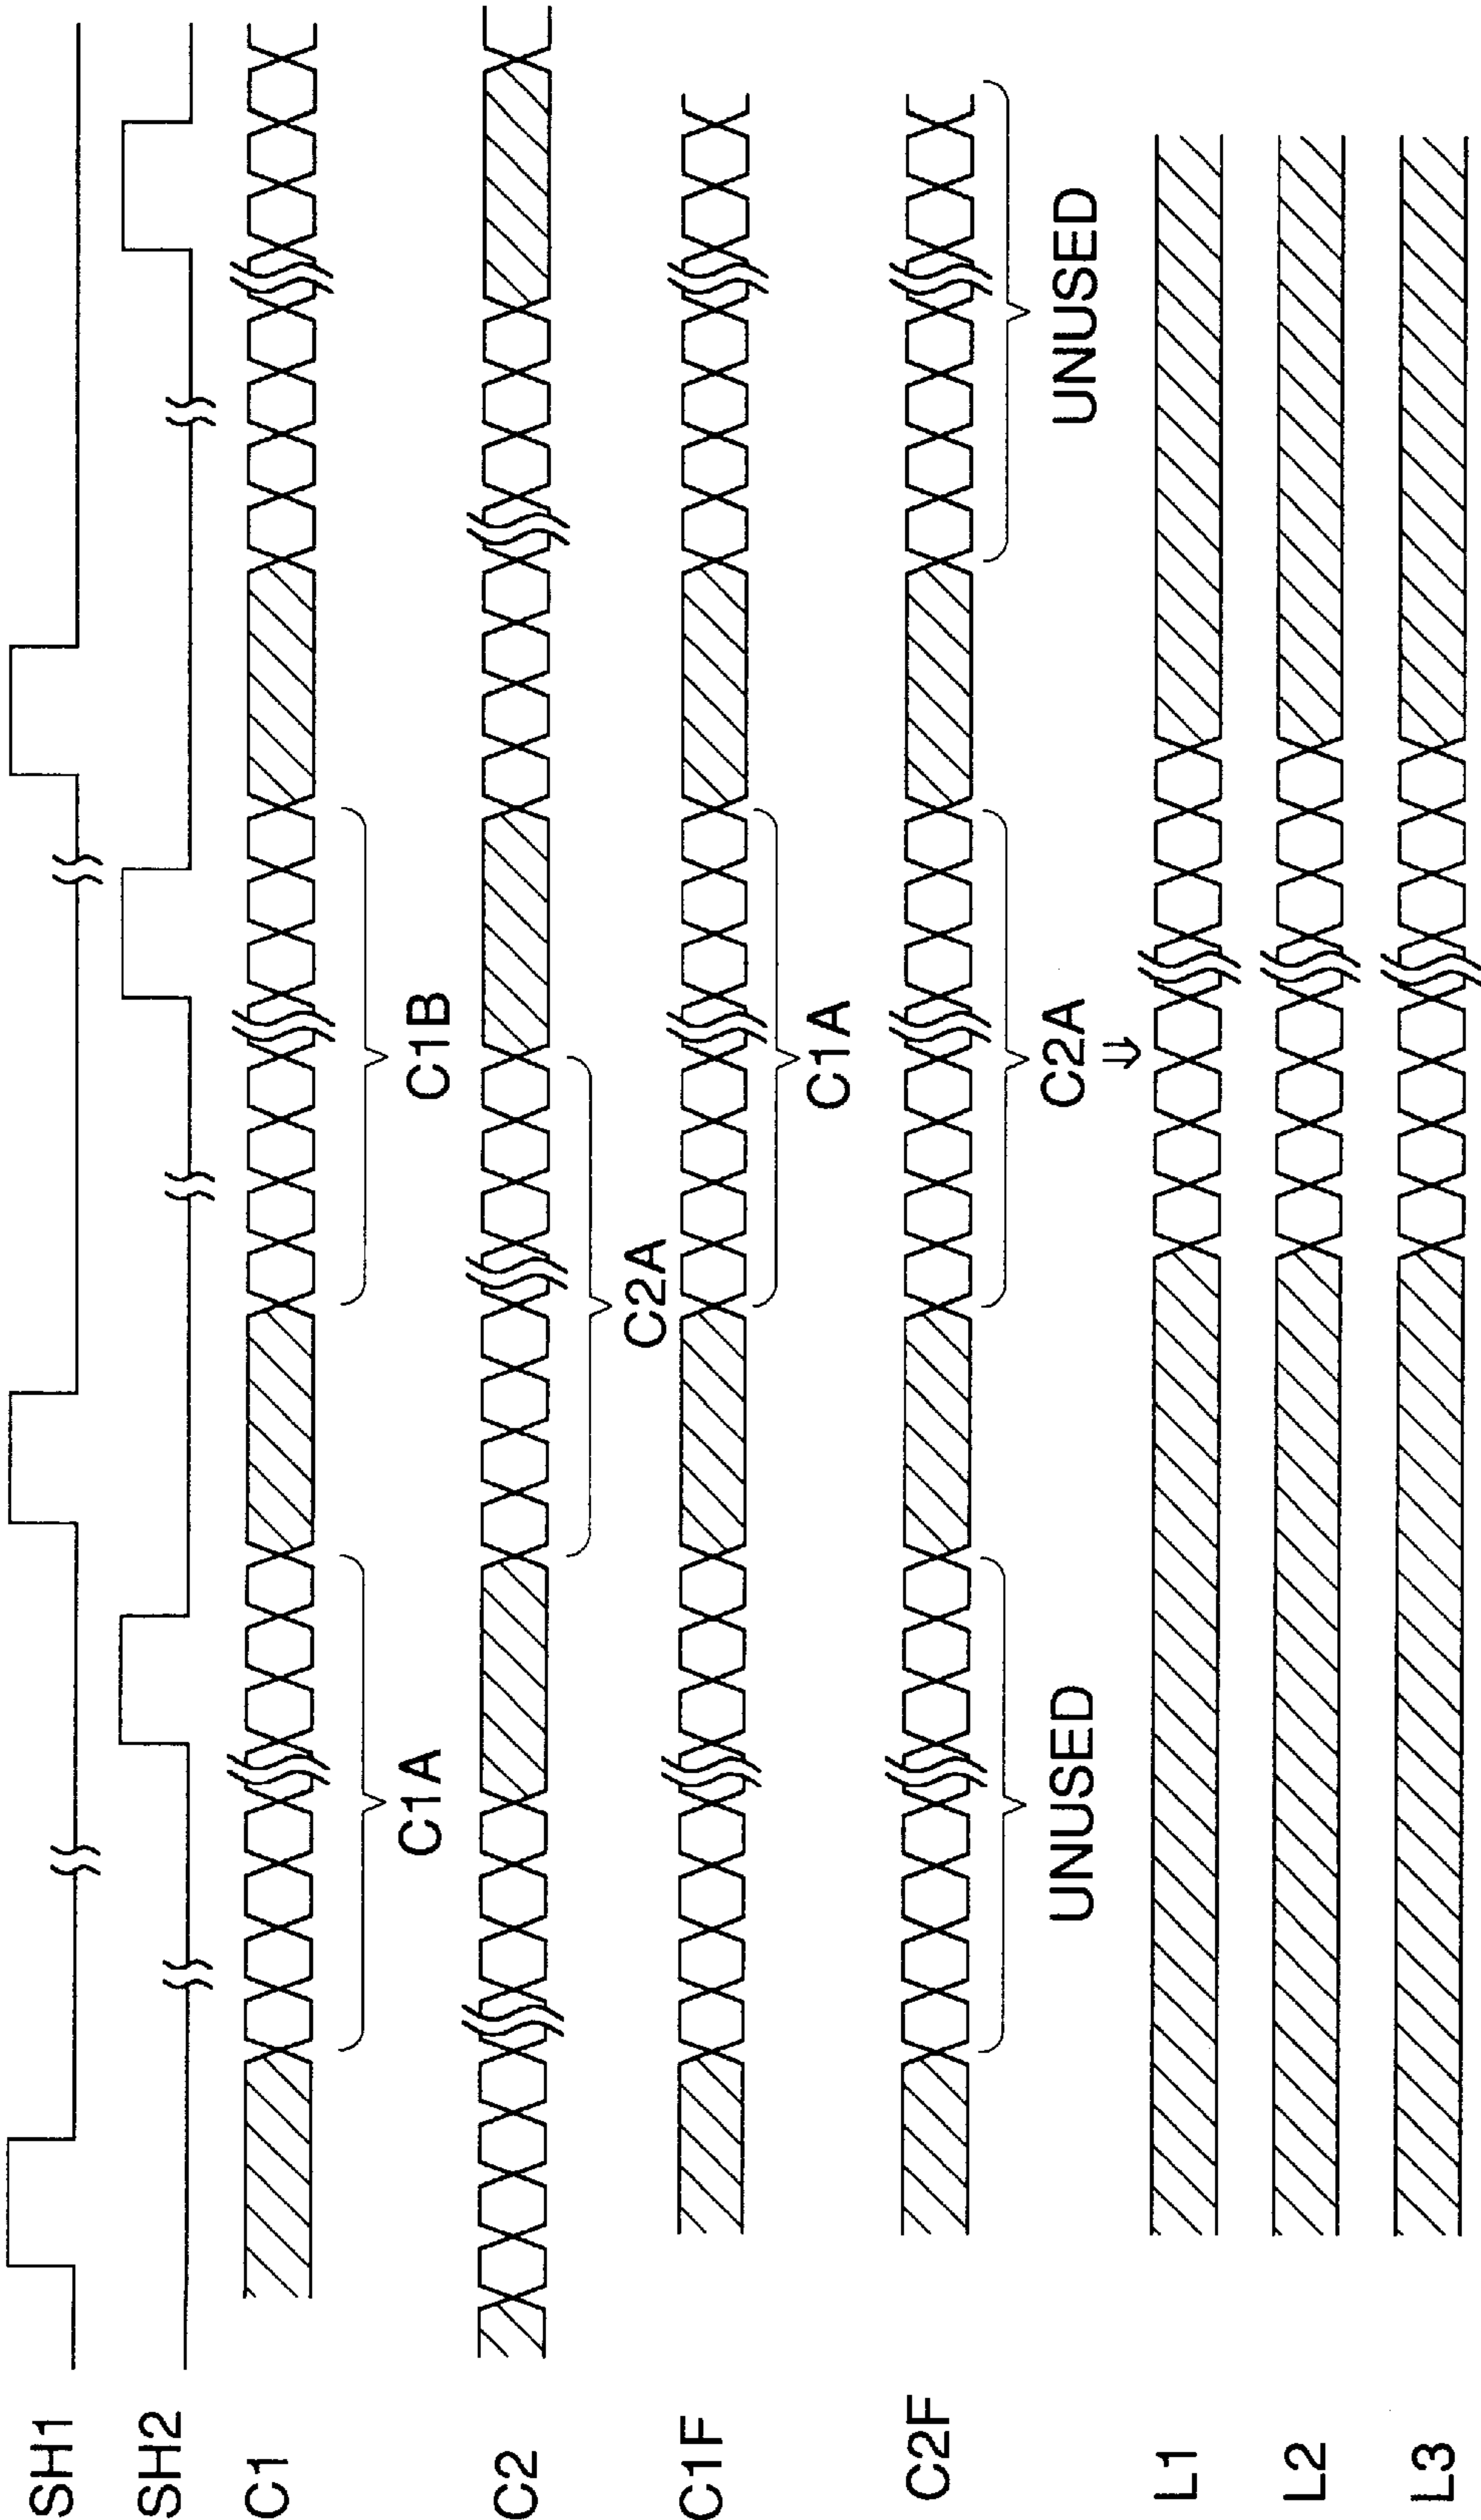 SH1
SH2
C1
C1A
C1B
C2
C2A
C1F
C1A
C2F
UNUSED
C2A
UNUSED
⇓
L1
L2
L3